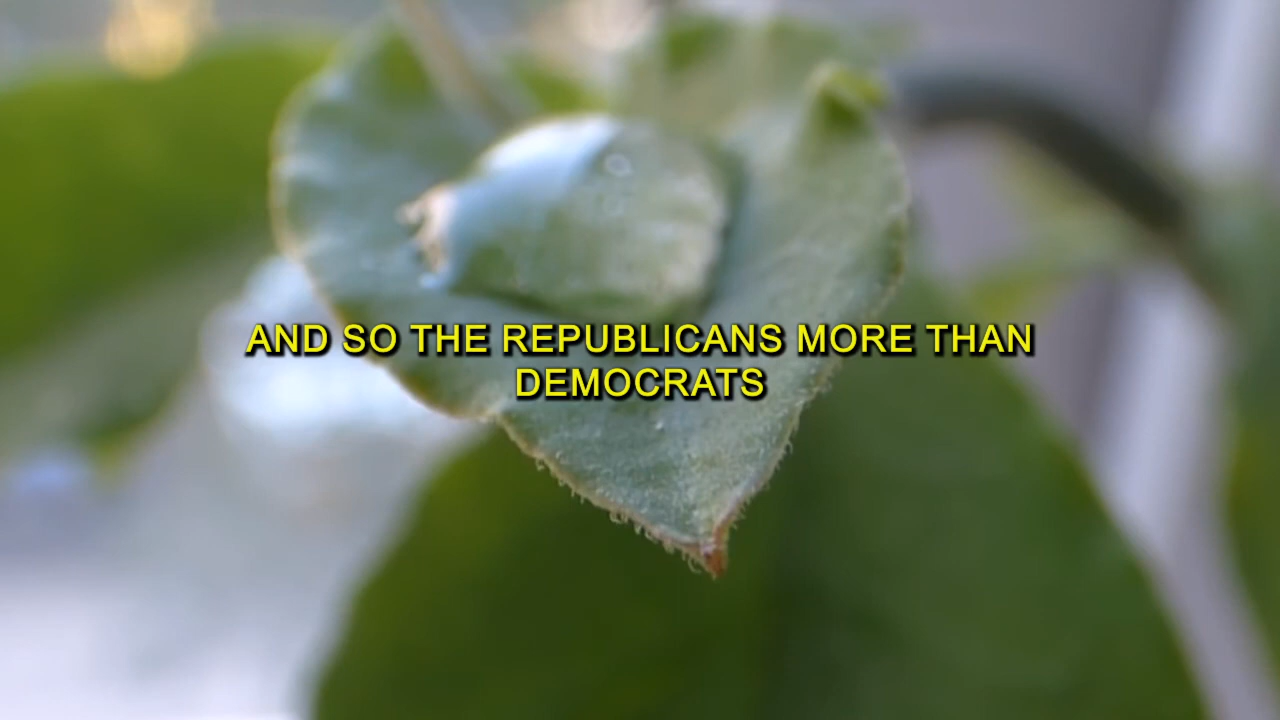 AND SO THE REPUBLICANS MORE THAN
DEMOCRATS